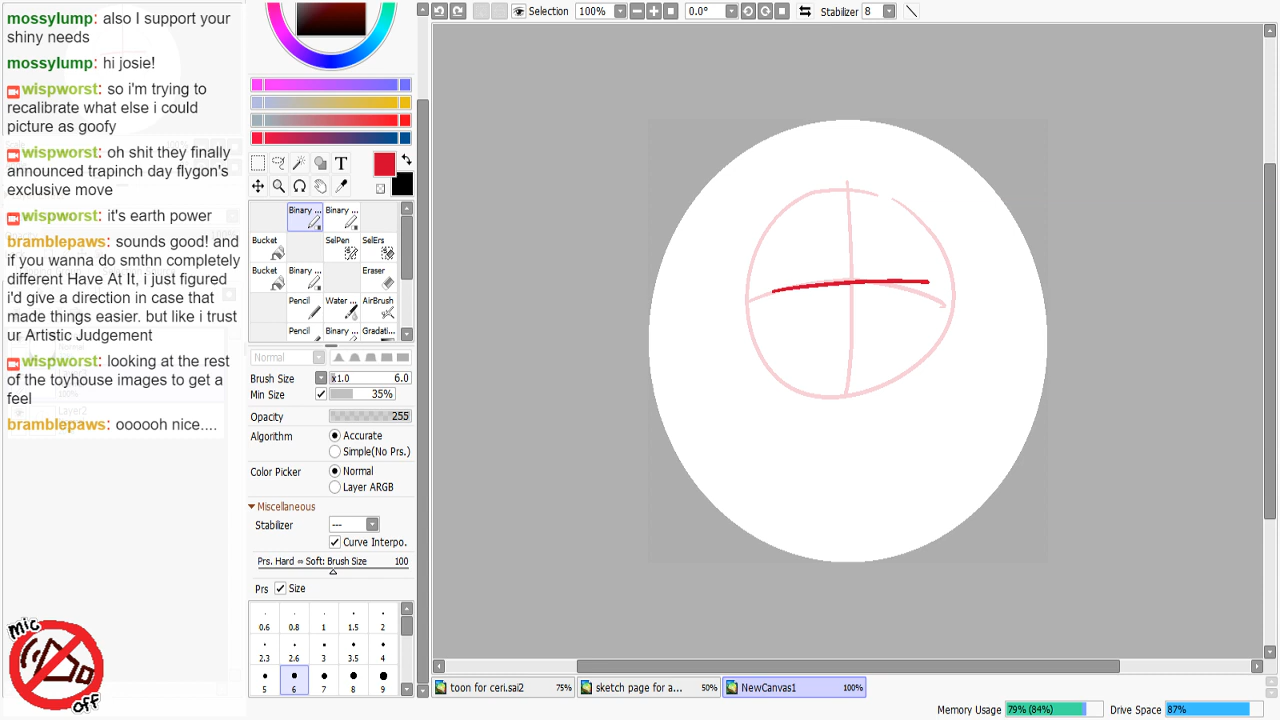 mossylump: also I support your
shiny needs
mossylump: hi josie!
wispworst: so i'm trying to
recalibrate what else i could
picture as goofy
wispworst: oh shit they finally
announced trapinch day flygon's
exclusive move
wispworst: it's earth power
bramblepaws: sounds good! and
if you wanna do smthn completely
different Have At It, i just figured
i'd give a direction in case that
made things easier. but like i trust
ur Artistic Judgement
wispworst: looking at the rest
of the toyhouse images to get a
feel
bramblepaws: oooooh nice....
mic
off
Selection
100%
0.0°
Stabilizer 8
T
Binary ...
Binary ...
Bucket
SelPen
SelErs
Bucket
Binary ...
Eraser
Pencil
Water ...
AirBrush
Pencil
Binary ...
Gradati...
Normal
Brush Size
x1.0
6.0
Min Size
35%
Opacity
255
Algorithm
Accurate
Simple(No Prs.)
Color Picker
Normal
Layer ARGB
Miscellaneous
Stabilizer
---
Curve Interpo.
Prs. Hard ⇔ Soft: Brush Size 100
Prs
Size
0.6 0.8 1 1.5 2
2.3 2.6 3 3.5 4
5 6 7 8 9
toon for ceri.sai2 75%
sketch page for a... 50%
NewCanvas1 100%
Memory Usage
79% (84%)
Drive Space
87%